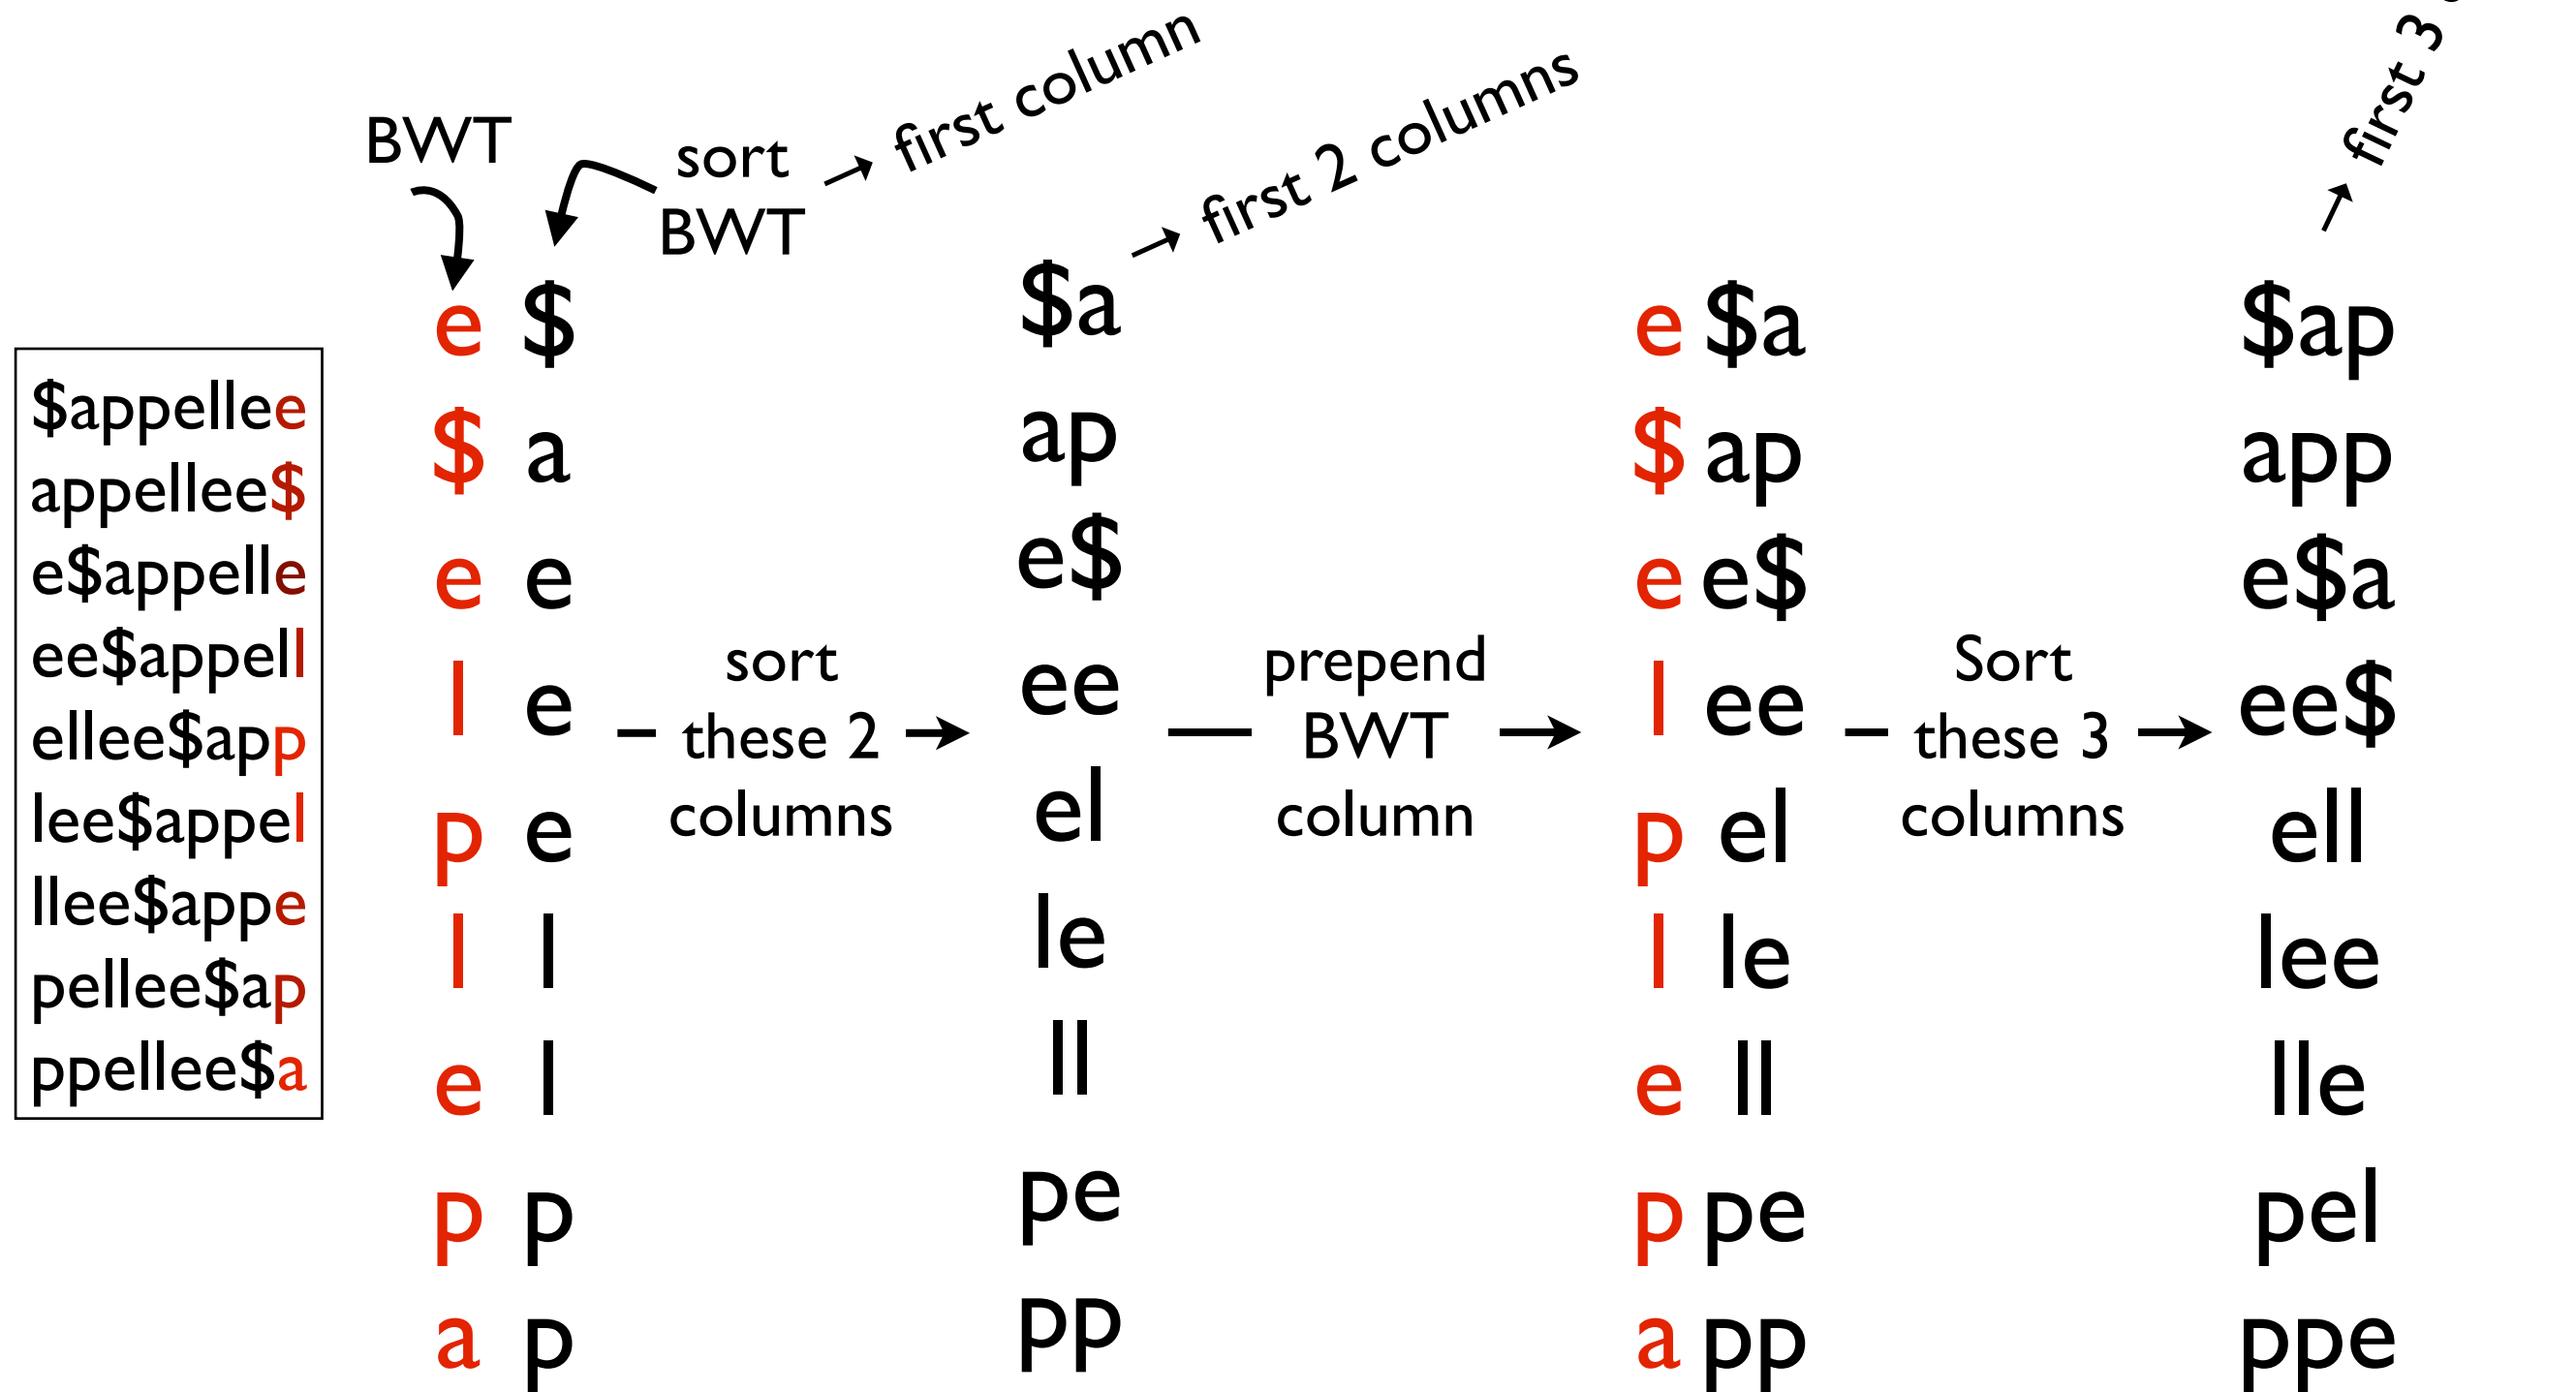 BWT
sort
BWT
→ first column
→ first 2 columns
→ first 3
$appellee
appellee$
e$appelle
ee$appell
ellee$app
lee$appel
llee$appe
pellee$ap
ppellee$a
e $
$ a
e e
l e
p e
l l
e l
p p
a p
sort
these 2
columns
$a
ap
e$
ee
el
le
ll
pe
pp
prepend
BWT
column
e $a
$ ap
e e$
l ee
p el
l le
e ll
p pe
a pp
Sort
these 3
columns
$ap
app
e$a
ee$
ell
lee
lle
pel
ppe